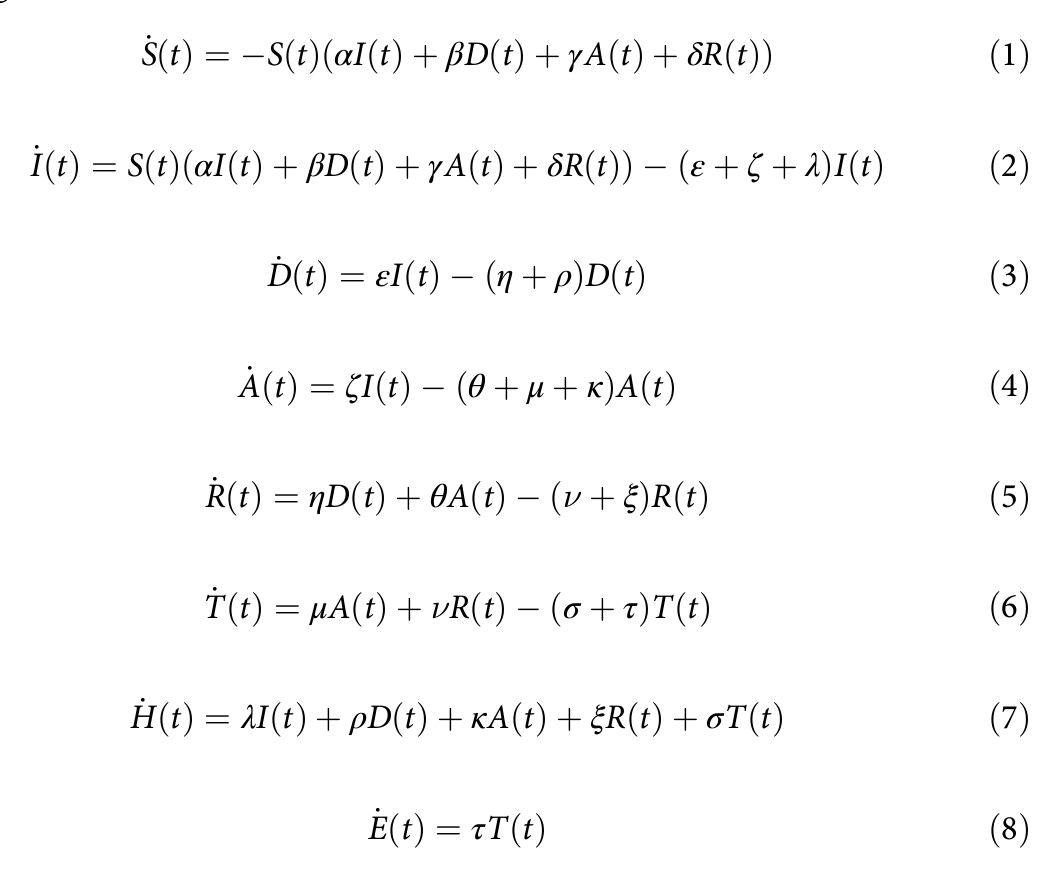 Ṡ(t) = −S(t)(αI(t) + βD(t) + γA(t) + δR(t)) (1)
İ(t) = S(t)(αI(t) + βD(t) + γA(t) + δR(t)) − (ε + ζ + λ)I(t) (2)
Ḋ(t) = εI(t) − (η + ρ)D(t) (3)
Ȧ(t) = ζI(t) − (θ + μ + κ)A(t) (4)
Ṙ(t) = ηD(t) + θA(t) − (ν + ξ)R(t) (5)
Ṫ(t) = μA(t) + νR(t) − (σ + τ)T(t) (6)
Ḣ(t) = λI(t) + ρD(t) + κA(t) + ξR(t) + σT(t) (7)
Ė(t) = τT(t) (8)